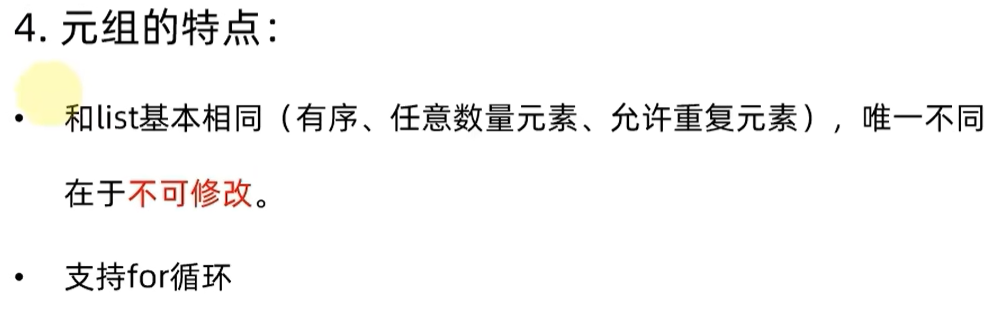 4. 元组的特点：
• 和list基本相同（有序、任意数量元素、允许重复元素），唯一不同
在于不可修改。
• 支持for循环